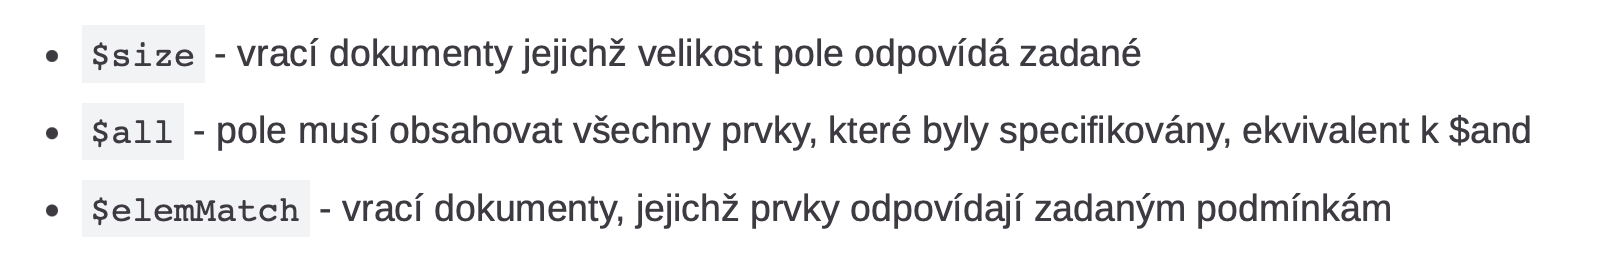 • $size - vrací dokumenty jejichž velikost pole odpovídá zadané
• $all - pole musí obsahovat všechny prvky, které byly specifikovány, ekvivalent k $and
• $elemMatch - vrací dokumenty, jejichž prvky odpovídají zadaným podmínkám